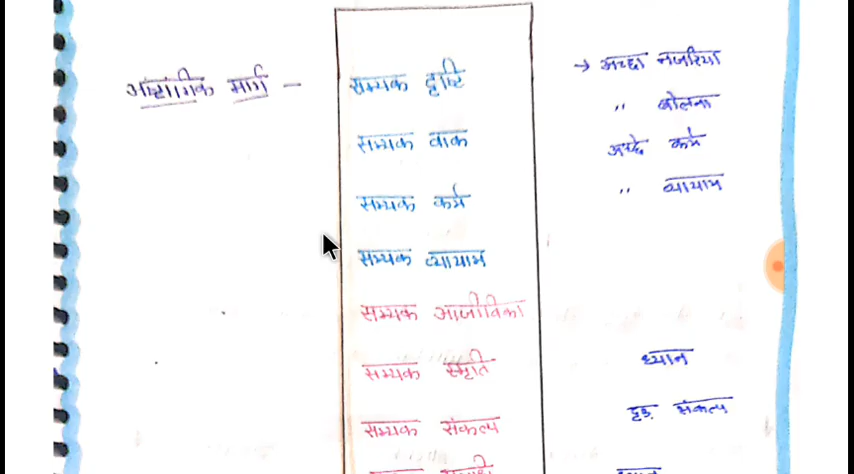 अष्टांगिक मार्ग –
सम्यक दृष्टि → अच्छा नजरिया
सम्यक वाक " बोलना
सम्यक कर्म अच्छे कर्म
सम्यक व्यायाम " व्यायाम
सम्यक आजीविका
सम्यक स्मृति ध्यान
सम्यक संकल्प दृढ़ संकल्प